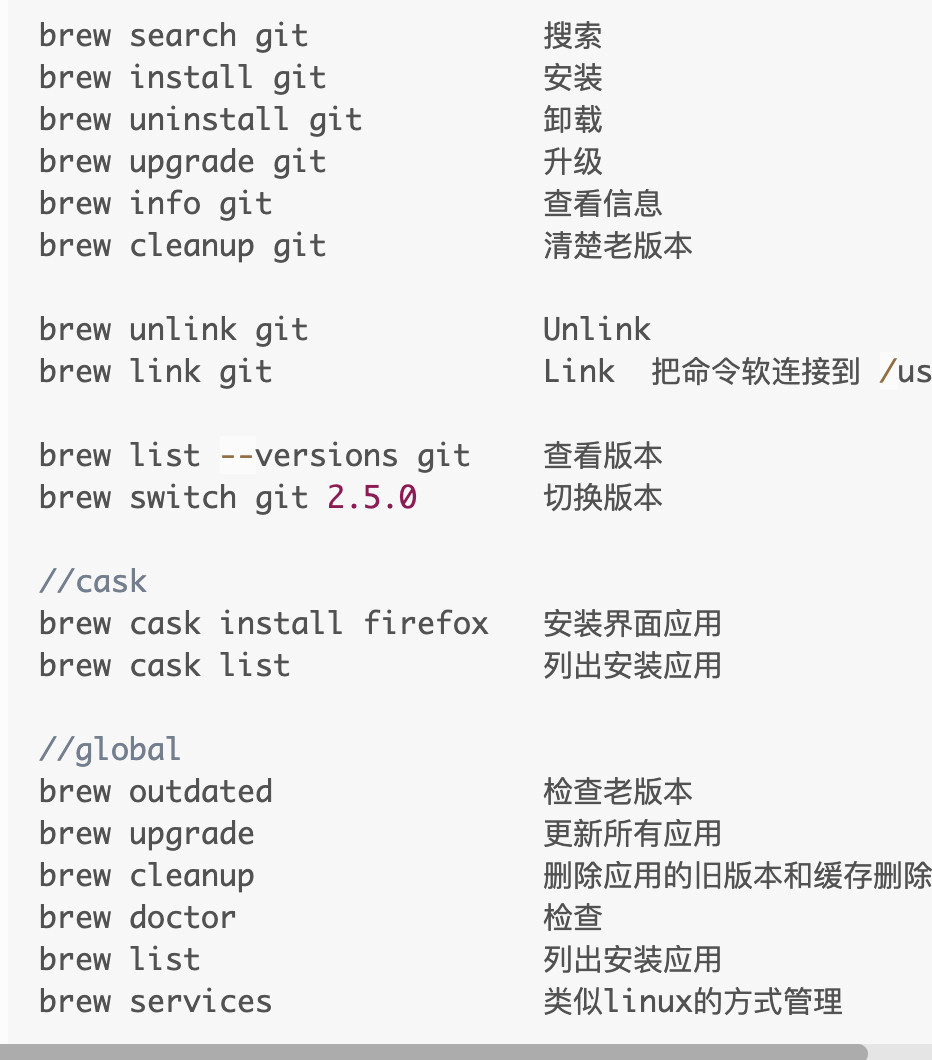 brew search git 搜索
brew install git 安装
brew uninstall git 卸载
brew upgrade git 升级
brew info git 查看信息
brew cleanup git 清楚老版本
brew unlink git Unlink
brew link git Link 把命令软连接到 /us
brew list --versions git 查看版本
brew switch git 2.5.0 切换版本
//cask
brew cask install firefox 安装界面应用
brew cask list 列出安装应用
//global
brew outdated 检查老版本
brew upgrade 更新所有应用
brew cleanup 删除应用的旧版本和缓存删除
brew doctor 检查
brew list 列出安装应用
brew services 类似linux的方式管理